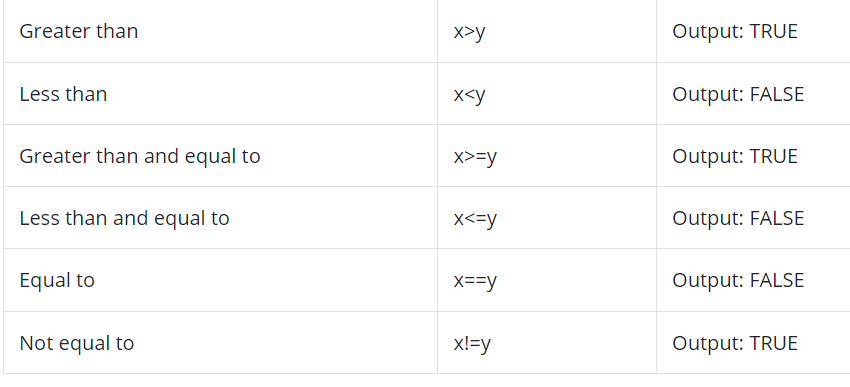 Greater than x>y Output: TRUE
Less than x<y Output: FALSE
Greater than and equal to x>=y Output: TRUE
Less than and equal to x<=y Output: FALSE
Equal to x==y Output: FALSE
Not equal to x!=y Output: TRUE